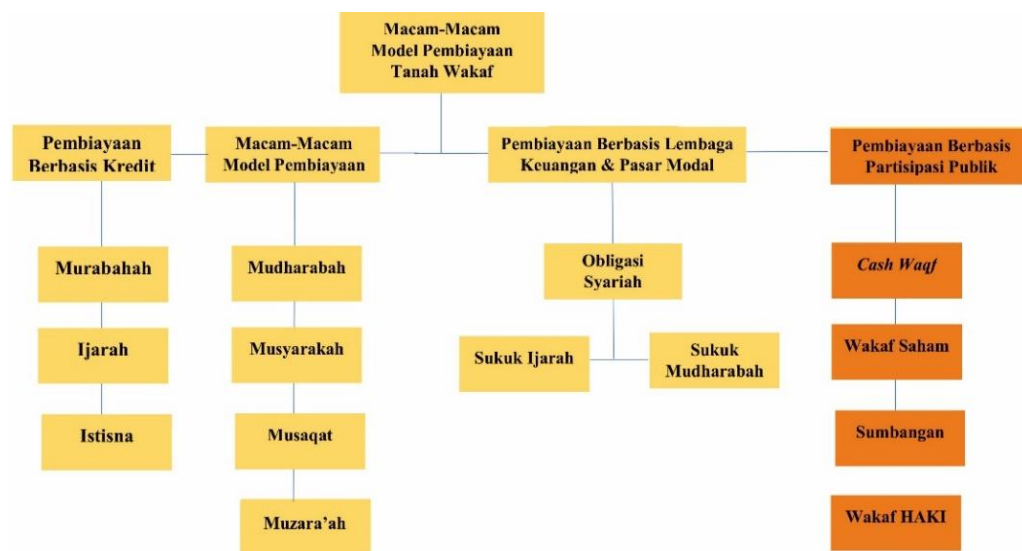 Macam-Macam
Model Pembiayaan
Tanah Wakaf
Pembiayaan
Berbasis Kredit
Macam-Macam
Model Pembiayaan
Pembiayaan Berbasis Lembaga
Keuangan & Pasar Modal
Pembiayaan Berbasis
Partisipasi Publik
Murabahah
Ijarah
Istisna
Mudharabah
Musyarakah
Musaqat
Muzara’ah
Obligasi
Syariah
Sukuk Ijarah
Sukuk
Mudharabah
Cash Waqf
Wakaf Saham
Sumbangan
Wakaf HAKI